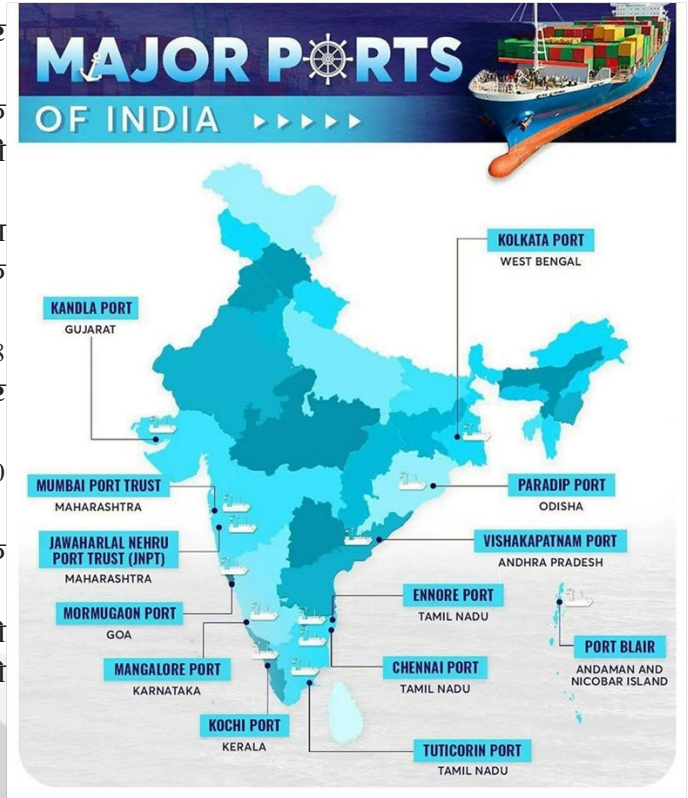 MAJOR PORTS
OF INDIA
KOLKATA PORT
WEST BENGAL
KANDLA PORT
GUJARAT
MUMBAI PORT TRUST
MAHARASHTRA
PARADIP PORT
ODISHA
JAWAHARLAL NEHRU
PORT TRUST (JNPT)
MAHARASHTRA
VISHAKAPATNAM PORT
ANDHRA PRADESH
MORMUGAON PORT
GOA
ENNORE PORT
TAMIL NADU
PORT BLAIR
ANDAMAN AND
NICOBAR ISLAND
MANGALORE PORT
KARNATAKA
CHENNAI PORT
TAMIL NADU
KOCHI PORT
KERALA
TUTICORIN PORT
TAMIL NADU